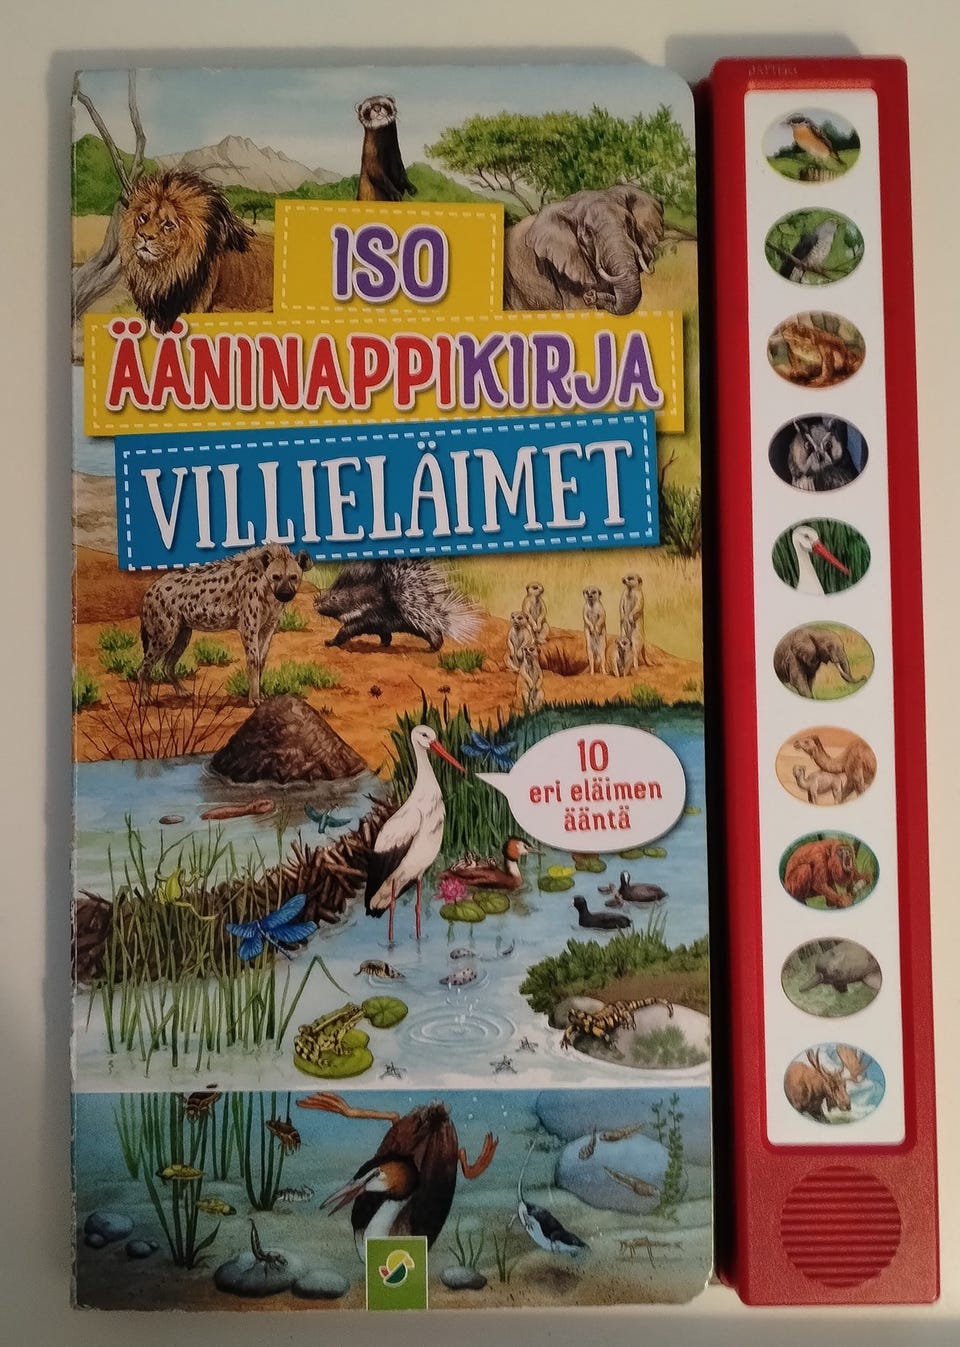 ISO
ÄÄNINAPPIKIRJA
VILLIELÄIMET
10
eri eläimen
ääntä